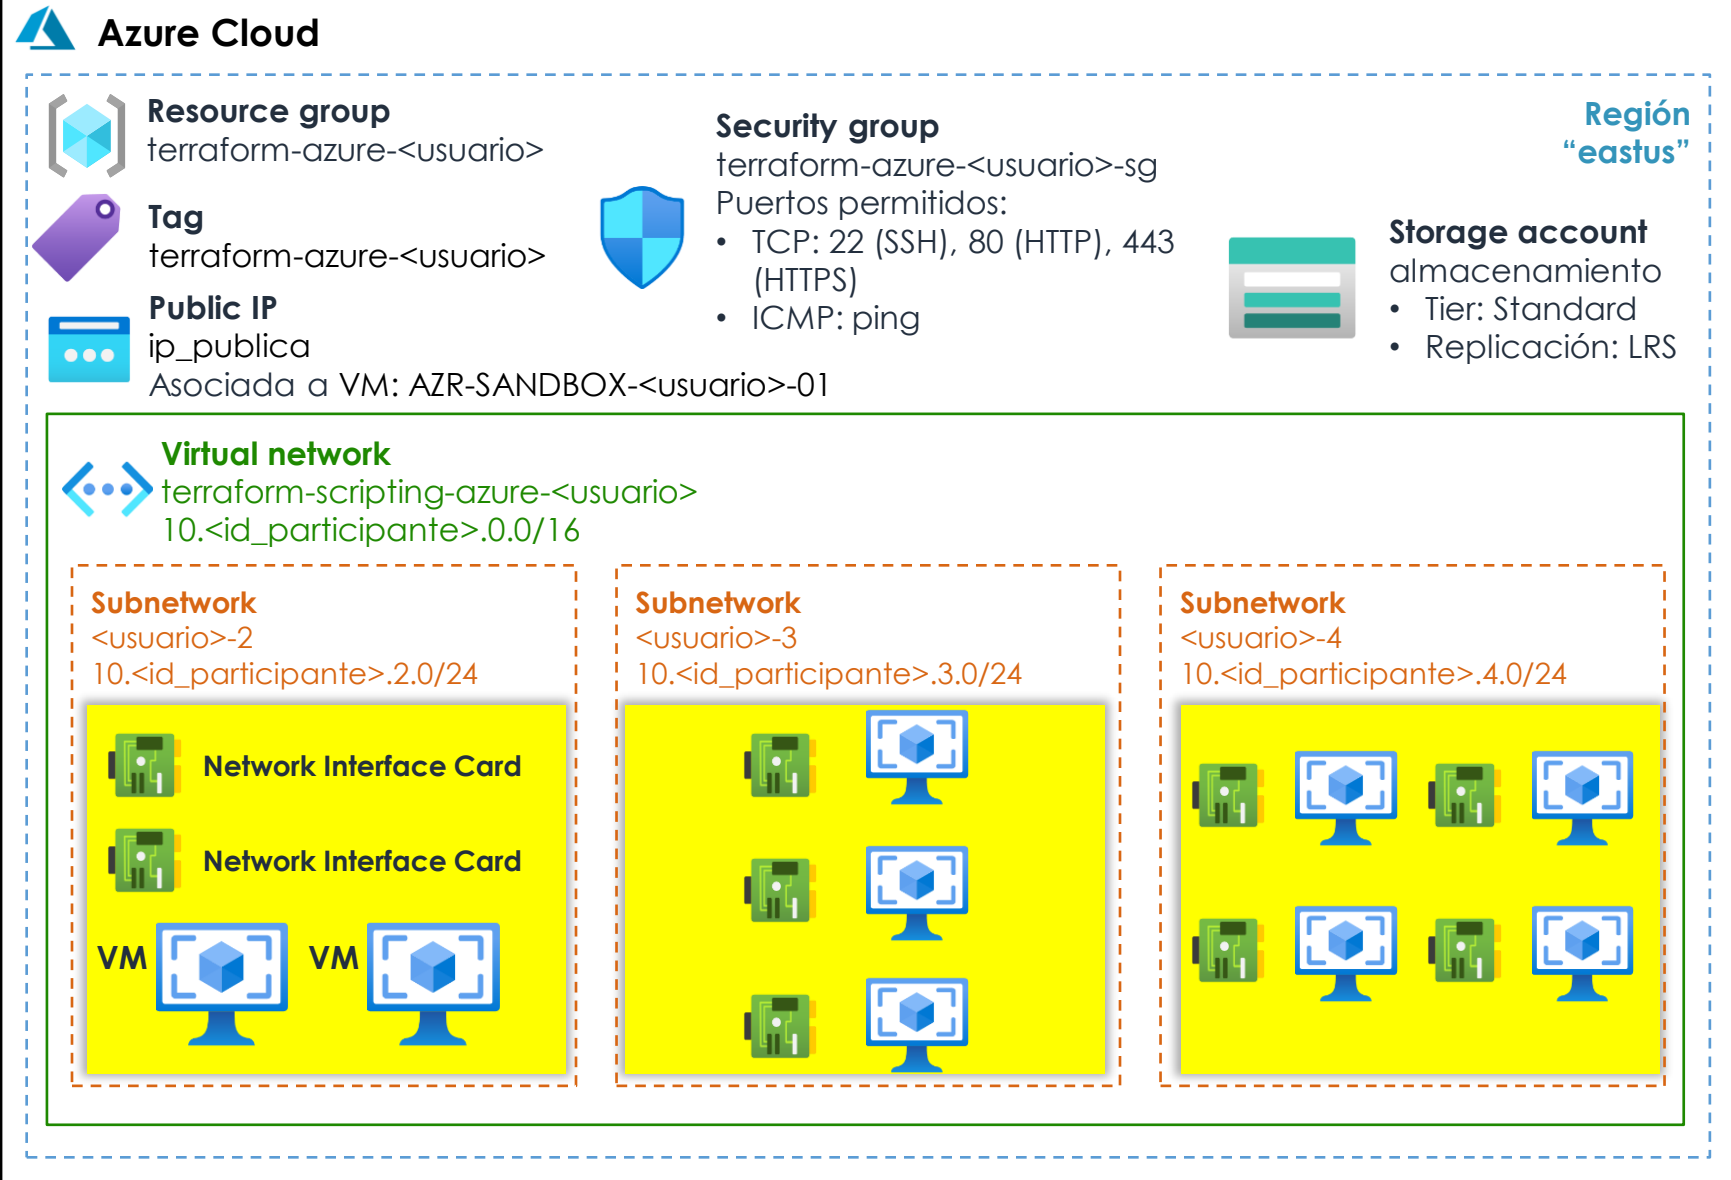 Azure Cloud
Resource group
terraform-azure-<usuario>
Tag
terraform-azure-<usuario>
Public IP
ip_publica
Asociada a VM: AZR-SANDBOX-<usuario>-01
Security group
terraform-azure-<usuario>-sg
Puertos permitidos:
• TCP: 22 (SSH), 80 (HTTP), 443
(HTTPS)
• ICMP: ping
Región
“eastus”
Storage account
almacenamiento
• Tier: Standard
• Replicación: LRS
Virtual network
terraform-scripting-azure-<usuario>
10.<id_participante>.0.0/16
Subnetwork
<usuario>-2
10.<id_participante>.2.0/24
Network Interface Card
Network Interface Card
VM
VM
Subnetwork
<usuario>-3
10.<id_participante>.3.0/24
Subnetwork
<usuario>-4
10.<id_participante>.4.0/24